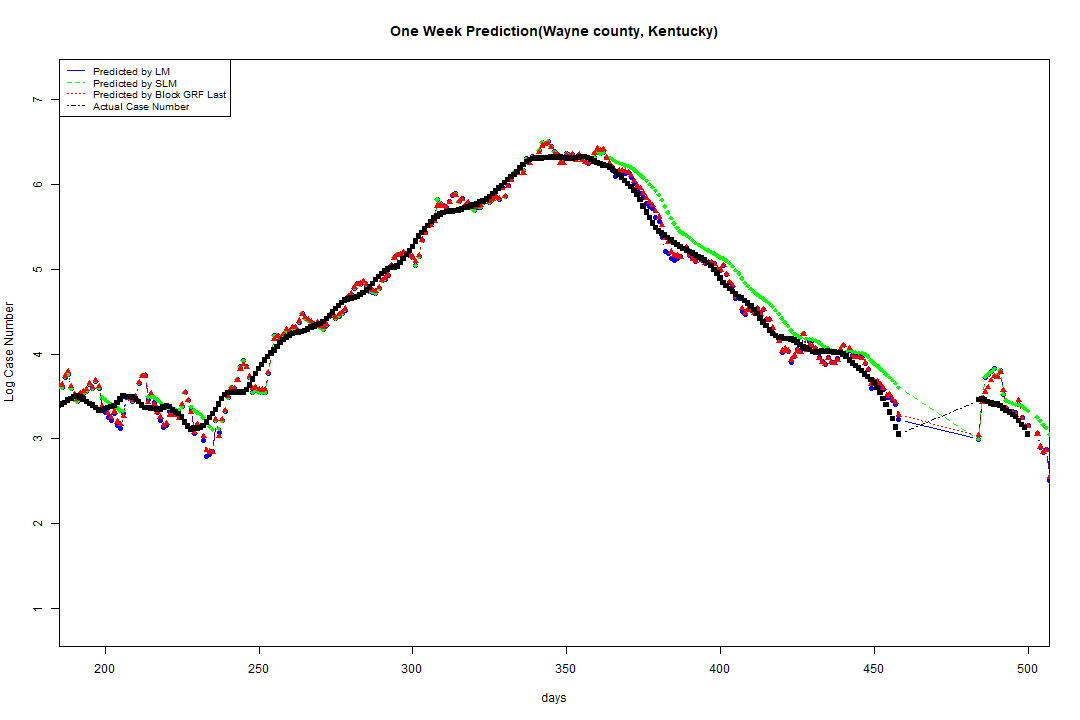 One Week Prediction(Wayne county, Kentucky)
Predicted by LM
Predicted by SLM
Predicted by Block GRF Last
Actual Case Number
7
6
5
4
3
2
1
Log Case Number
200 250 300 350 400 450 500
days